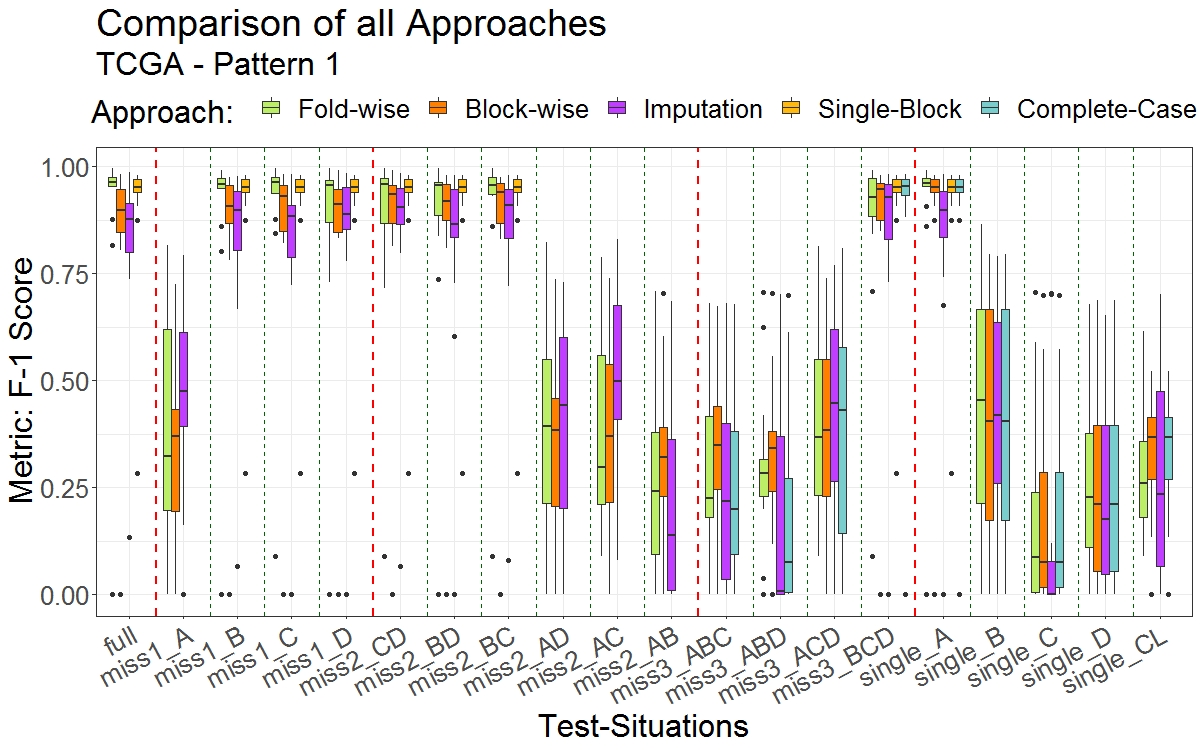 Comparison of all Approaches
TCGA - Pattern 1
Approach: Fold-wise Block-wise Imputation Single-Block Complete-Case
Metric: F-1 Score
1.00
0.75
0.50
0.25
0.00
full miss1_A miss1_B miss1_C miss1_D miss2_CD miss2_BD miss2_BC miss2_AD miss2_AC miss2_AB miss3_ABC miss3_ABD miss3_ACD miss3_BCD single_A single_B single_C single_D single_CL
Test-Situations